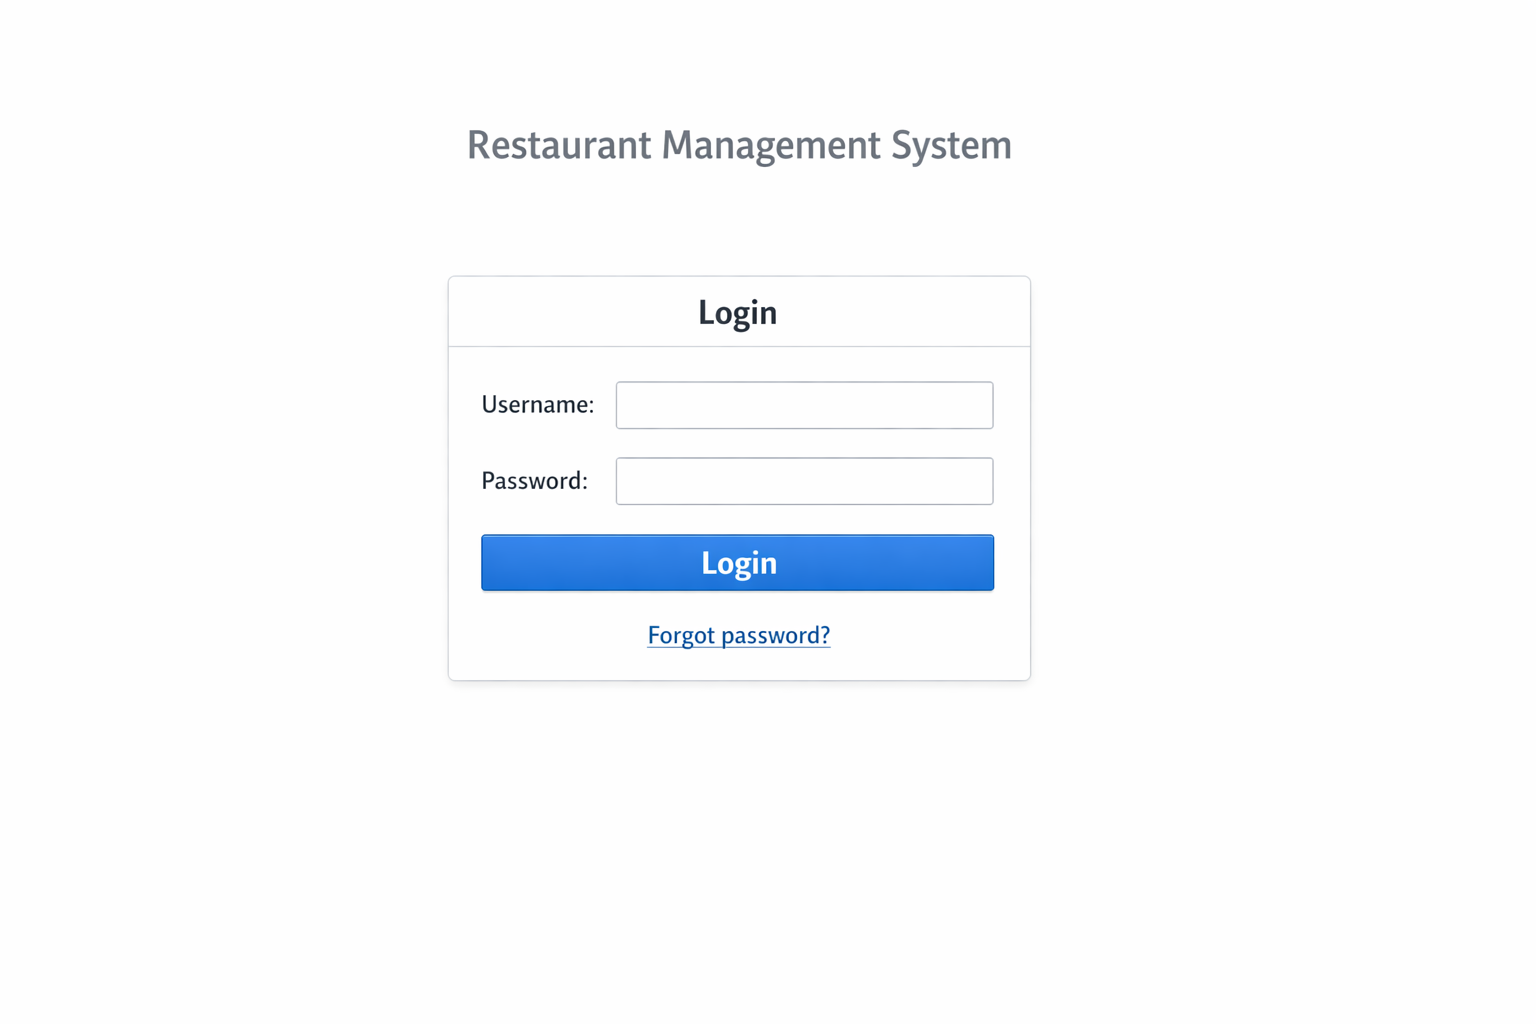 Restaurant Management System
Login
Username:
Password:
Login
Forgot password?